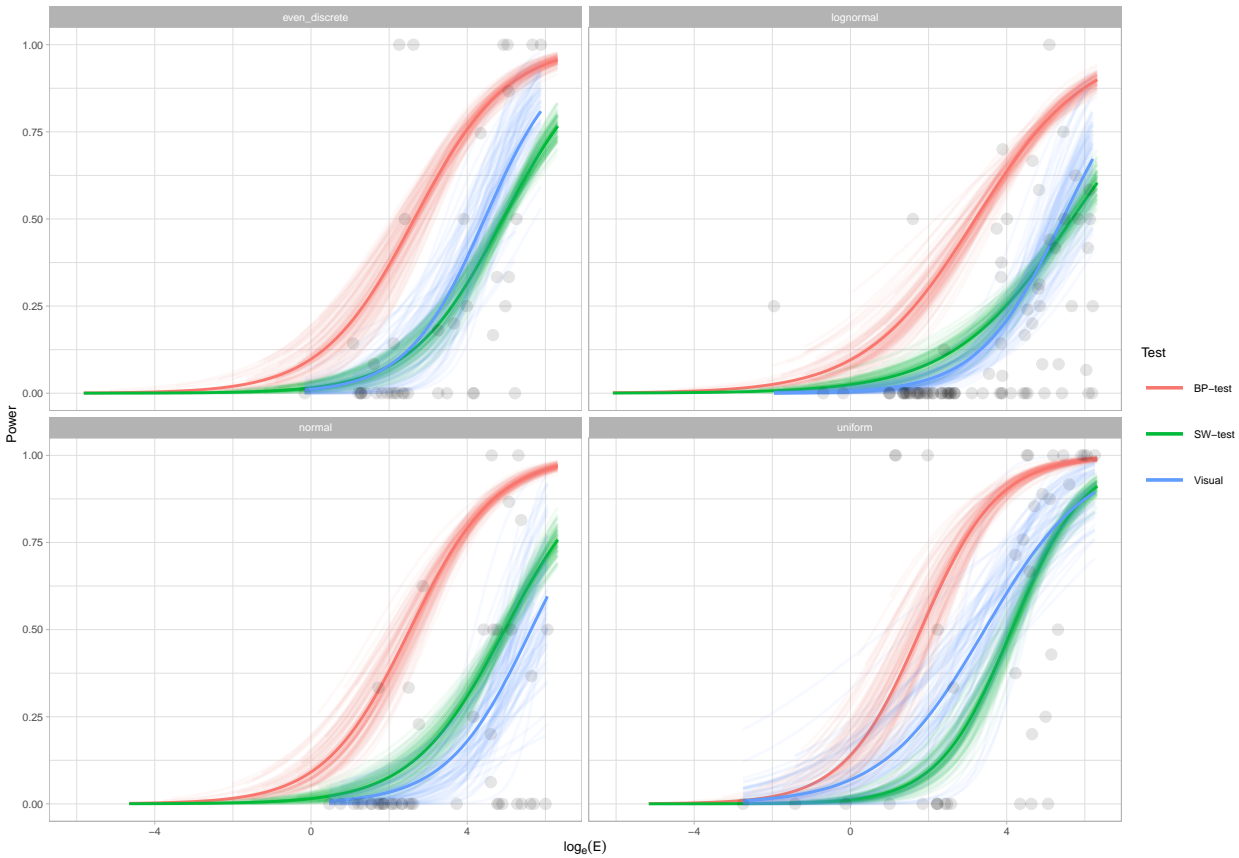 even_discrete
lognormal
1.00
0.75
0.50
0.25
0.00
normal
uniform
1.00
0.75
0.50
0.25
0.00
−4
0
4
−4
0
4
Power
logₑ(E)
Test
BP−test
SW−test
Visual